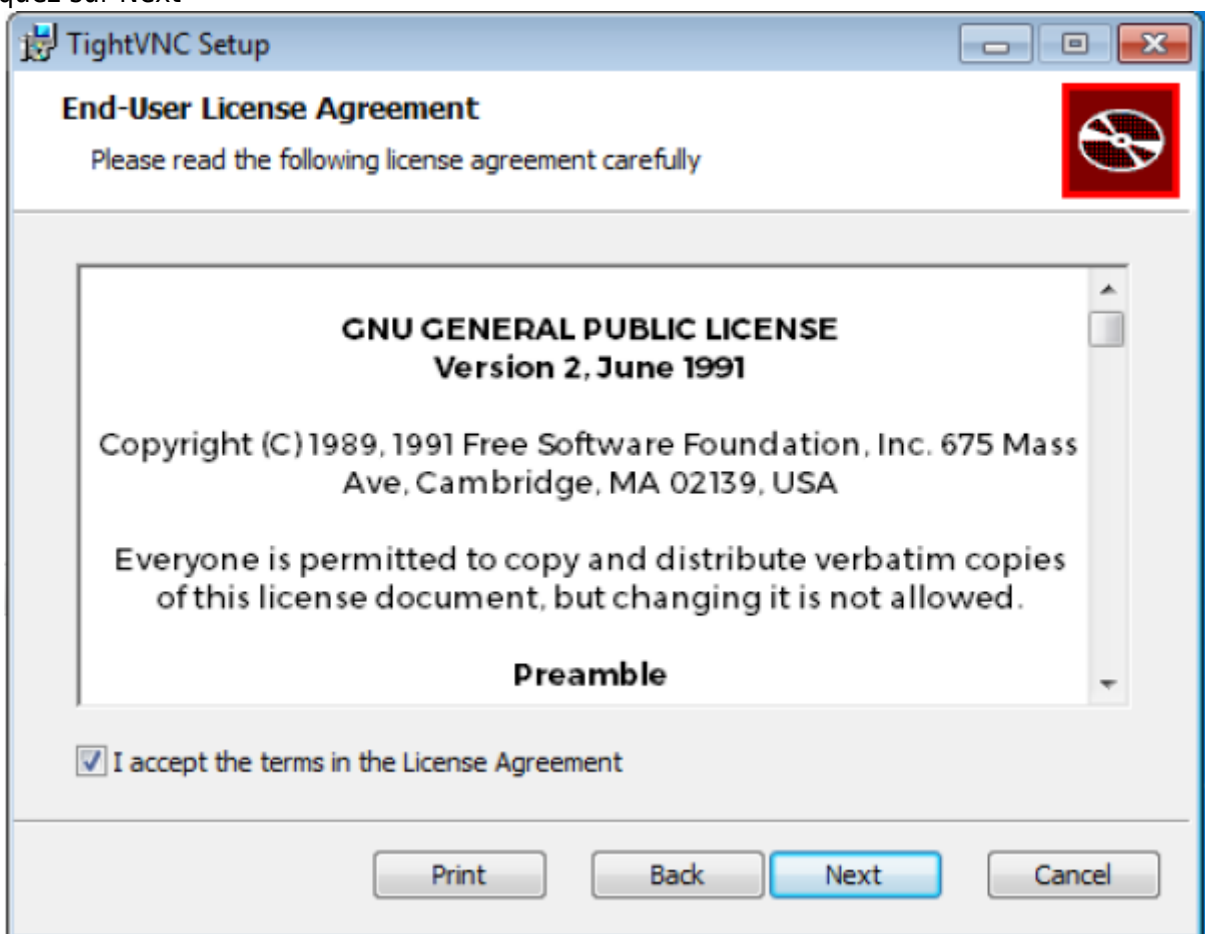 sur Next
TightVNC Setup
End-User License Agreement
Please read the following license agreement carefully
GNU GENERAL PUBLIC LICENSE
Version 2, June 1991
Copyright (C) 1989, 1991 Free Software Foundation, Inc. 675 Mass
Ave, Cambridge, MA 02139, USA
Everyone is permitted to copy and distribute verbatim copies
of this license document, but changing it is not allowed.
Preamble
I accept the terms in the License Agreement
Print Back Next Cancel